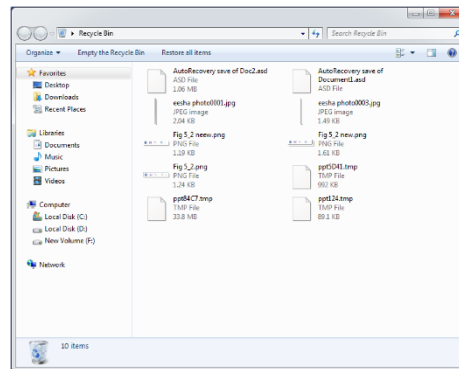 Recycle Bin
Search Recycle Bin
Organize
Empty the Recycle Bin
Restore all items
Favorites
Desktop
Downloads
Recent Places
Libraries
Documents
Music
Pictures
Videos
Computer
Local Disk (C:)
Local Disk (D:)
New Volume (F:)
Network
AutoRecovery save of Doc2.asd
ASD File
1.06 MB
AutoRecovery save of
Document1.asd
ASD File
eesha photo0001.jpg
JPEG image
2.04 KB
eesha photo0003.jpg
JPEG image
1.49 KB
Fig 5_2 neew.png
PNG File
1.19 KB
Fig 5_2 new.png
PNG File
1.61 KB
Fig 5_2.png
PNG File
1.24 KB
ppt5D41.tmp
TMP File
992 KB
ppt84C7.tmp
TMP File
33.8 MB
ppt124.tmp
TMP File
89.1 KB
10 items